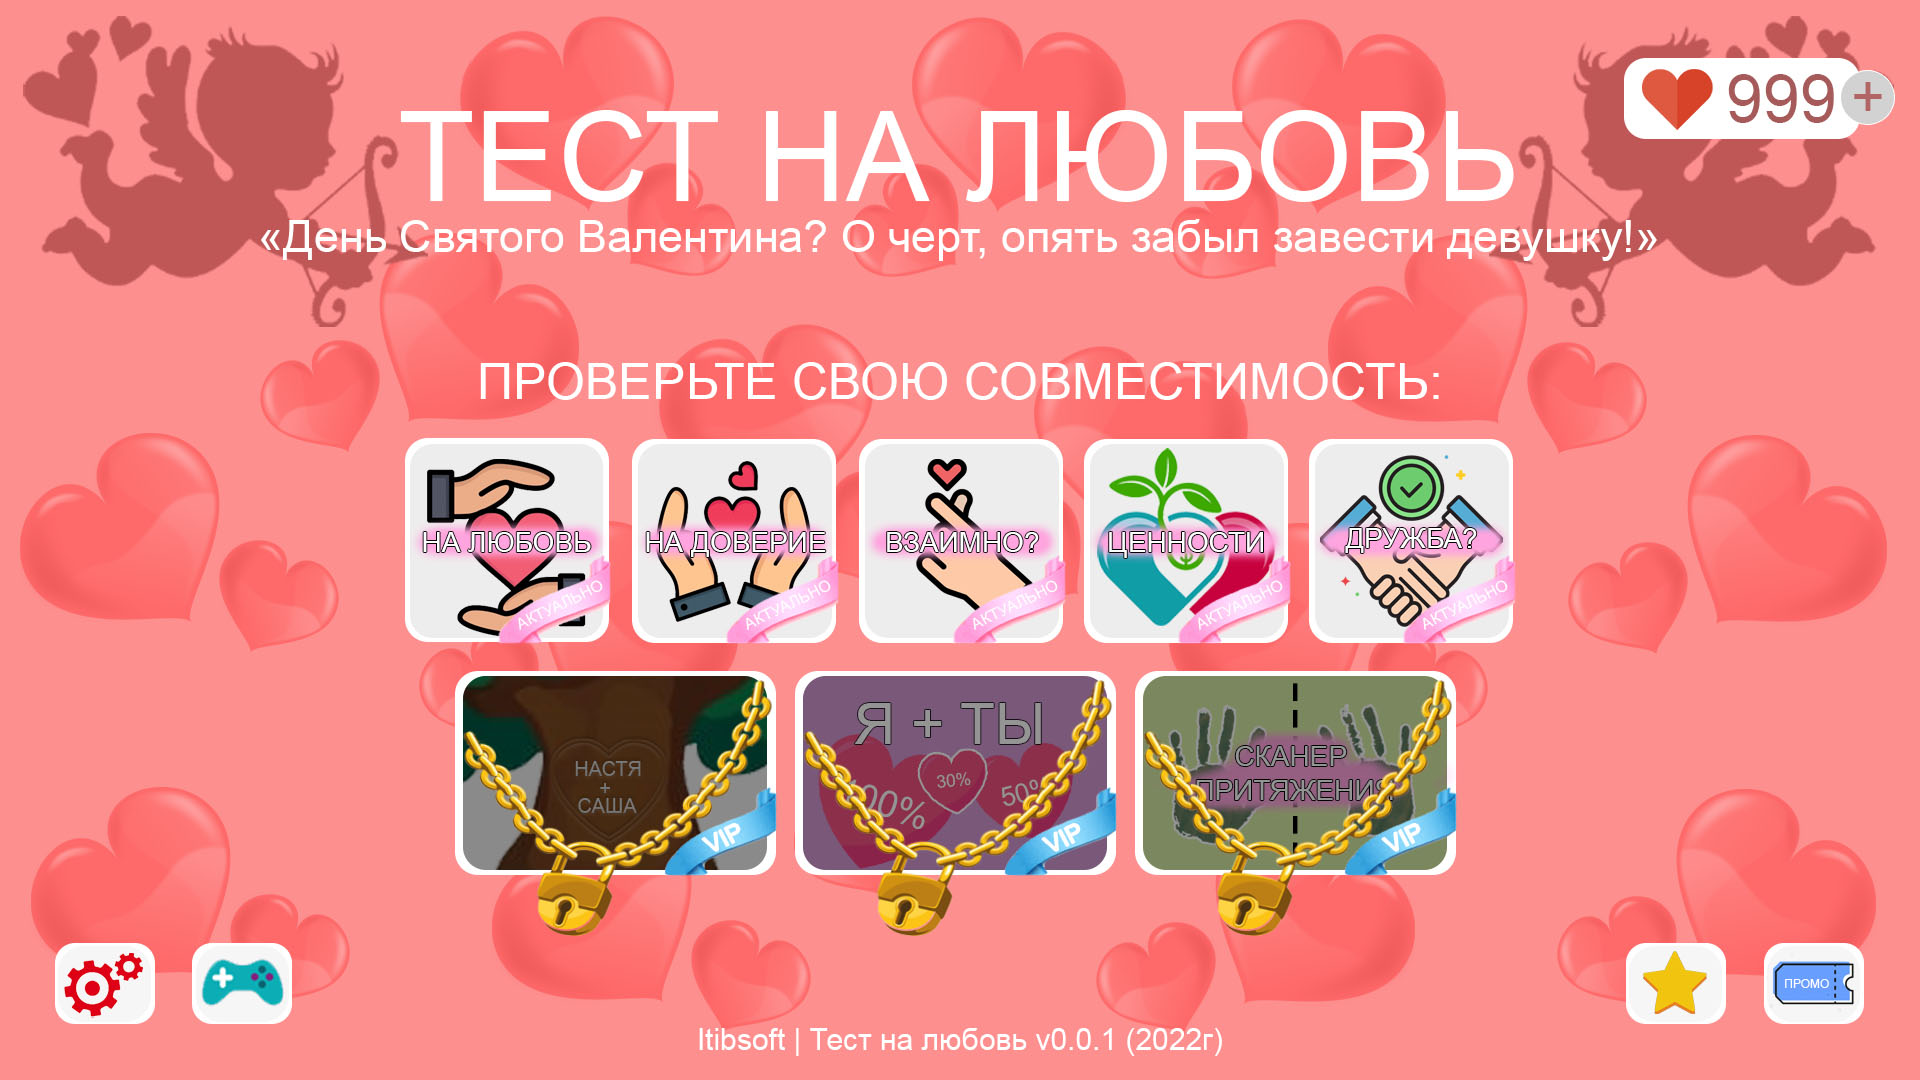 999 +
ТЕСТ НА ЛЮБОВЬ
«День Святого Валентина? О черт, опять забыл завести девушку!»
ПРОВЕРЬТЕ СВОЮ СОВМЕСТИМОСТЬ:
НА ЛЮБОВЬ
АКТУАЛЬНО
НА ДОВЕРИЕ
АКТУАЛЬНО
ВЗАИМНО?
АКТУАЛЬНО
ЦЕННОСТИ
АКТУАЛЬНО
ДРУЖБА?
АКТУАЛЬНО
НАСТЯ
+
САША
VIP
Я + ТЫ
30%
50%
VIP
СКАНЕР
ПРИТЯЖЕНИЯ
VIP
ПРОМО
Itibsoft | Тест на любовь v0.0.1 (2022г)